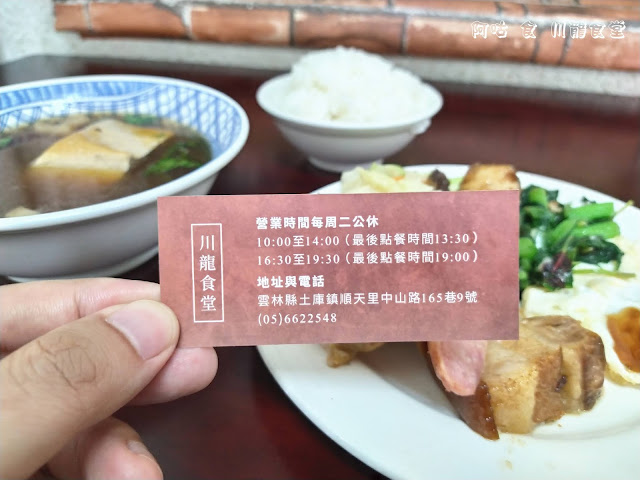 阿咕 食 川龍食堂
川龍食堂
營業時間每周二公休
10:00至14:00（最後點餐時間13:30）
16:30至19:30（最後點餐時間19:00）
地址與電話
雲林縣土庫鎮順天里中山路165巷9號
(05)6622548